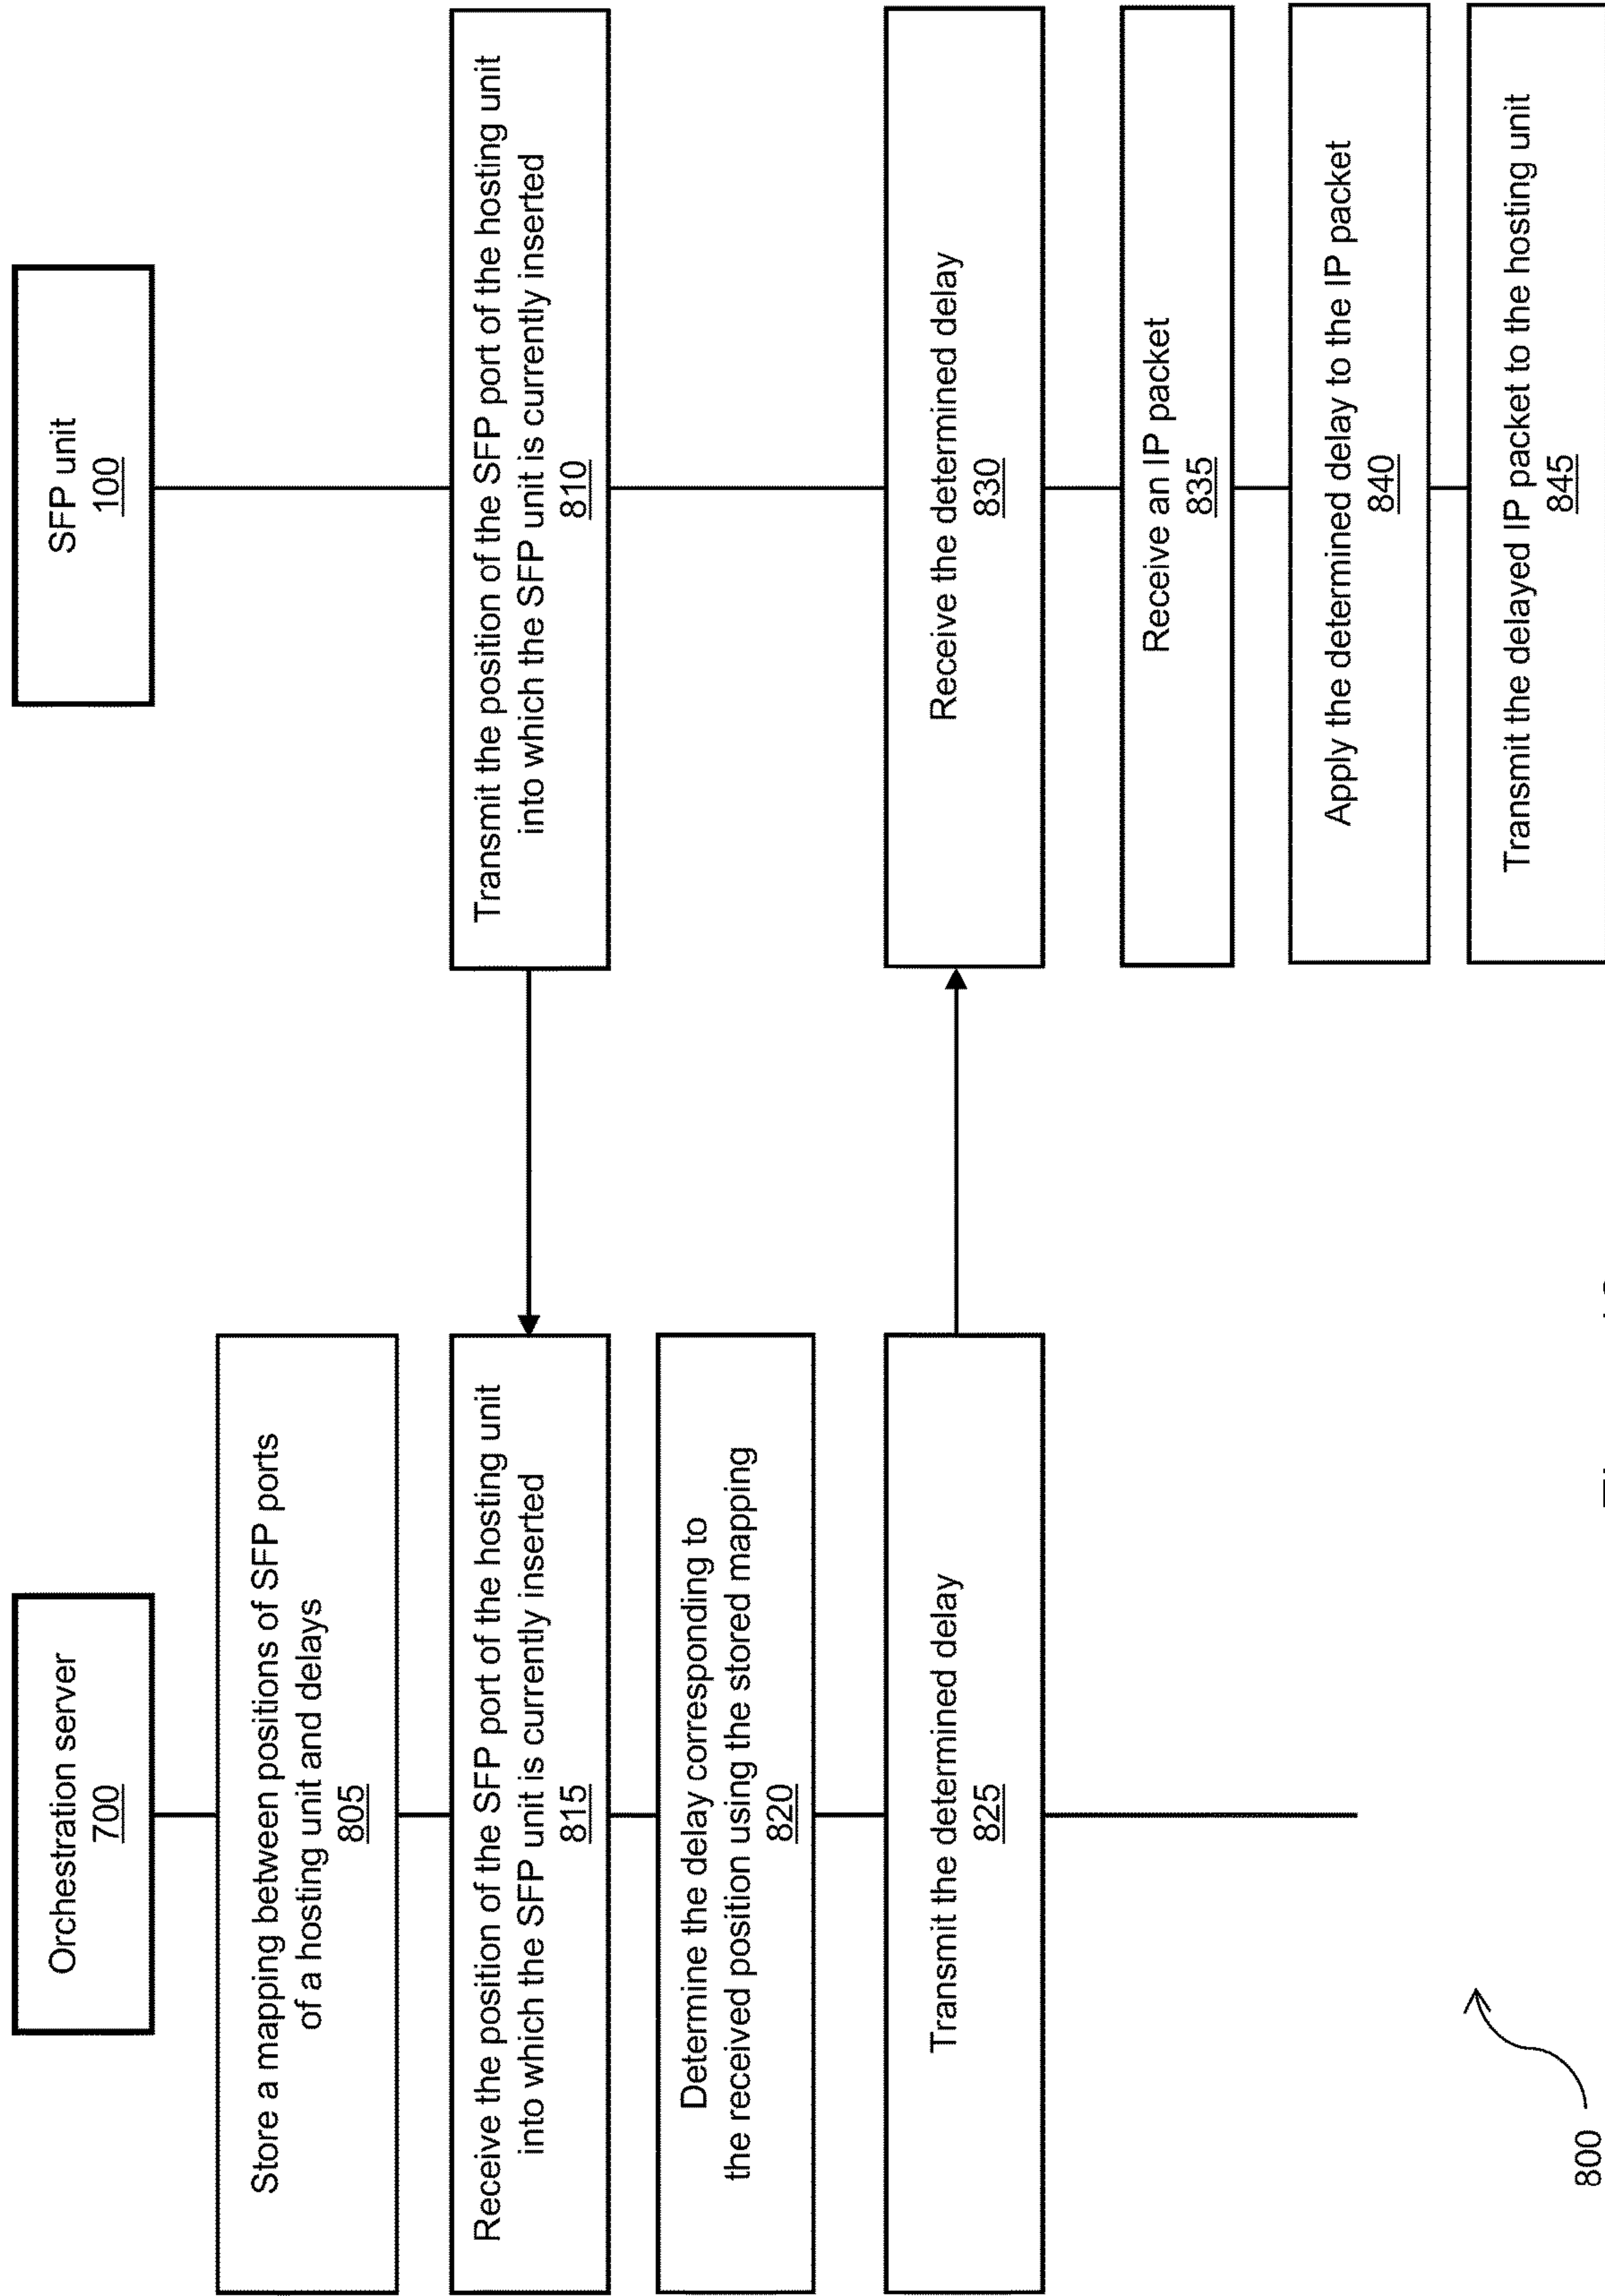 Orchestration server
700
SFP unit
100
Store a mapping between positions of SFP ports
of a hosting unit and delays
805
Transmit the position of the SFP port of the hosting unit
into which the SFP unit is currently inserted
810
Receive the position of the SFP port of the hosting unit
into which the SFP unit is currently inserted
815
Determine the delay corresponding to
the received position using the stored mapping
820
Transmit the determined delay
825
Receive the determined delay
830
Receive an IP packet
835
Apply the determined delay to the IP packet
840
Transmit the delayed IP packet to the hosting unit
845
800